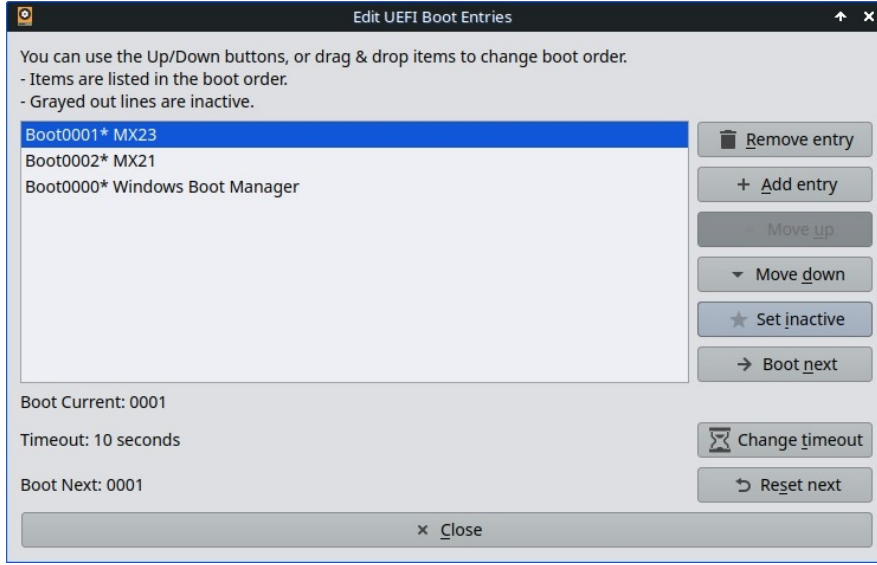 Edit UEFI Boot Entries
You can use the Up/Down buttons, or drag & drop items to change boot order.
- Items are listed in the boot order.
- Grayed out lines are inactive.
Boot0001* MX23
Boot0002* MX21
Boot0000* Windows Boot Manager
Remove entry
Add entry
Move up
Move down
Set inactive
Boot next
Boot Current: 0001
Timeout: 10 seconds
Change timeout
Boot Next: 0001
Reset next
Close